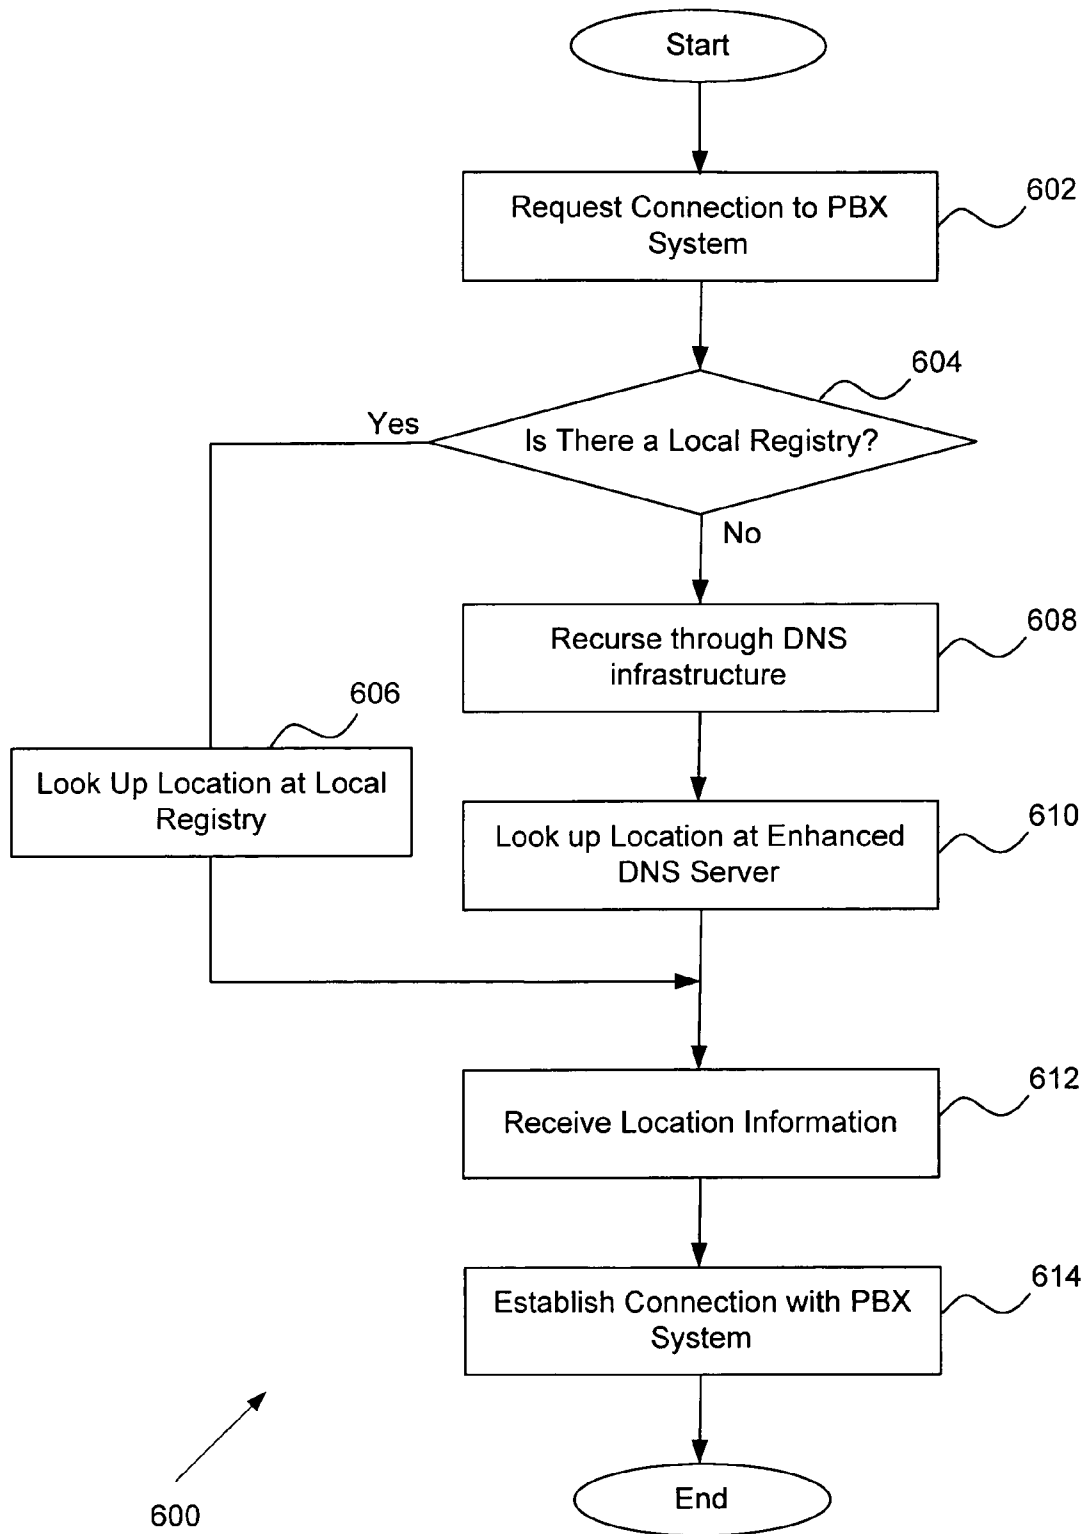 Start
Request Connection to PBX
System
602
604
Yes
Is There a Local Registry?
No
Recurse through DNS
infrastructure
608
606
Look Up Location at Local
Registry
Look up Location at Enhanced
DNS Server
610
Receive Location Information
612
Establish Connection with PBX
System
614
End
600